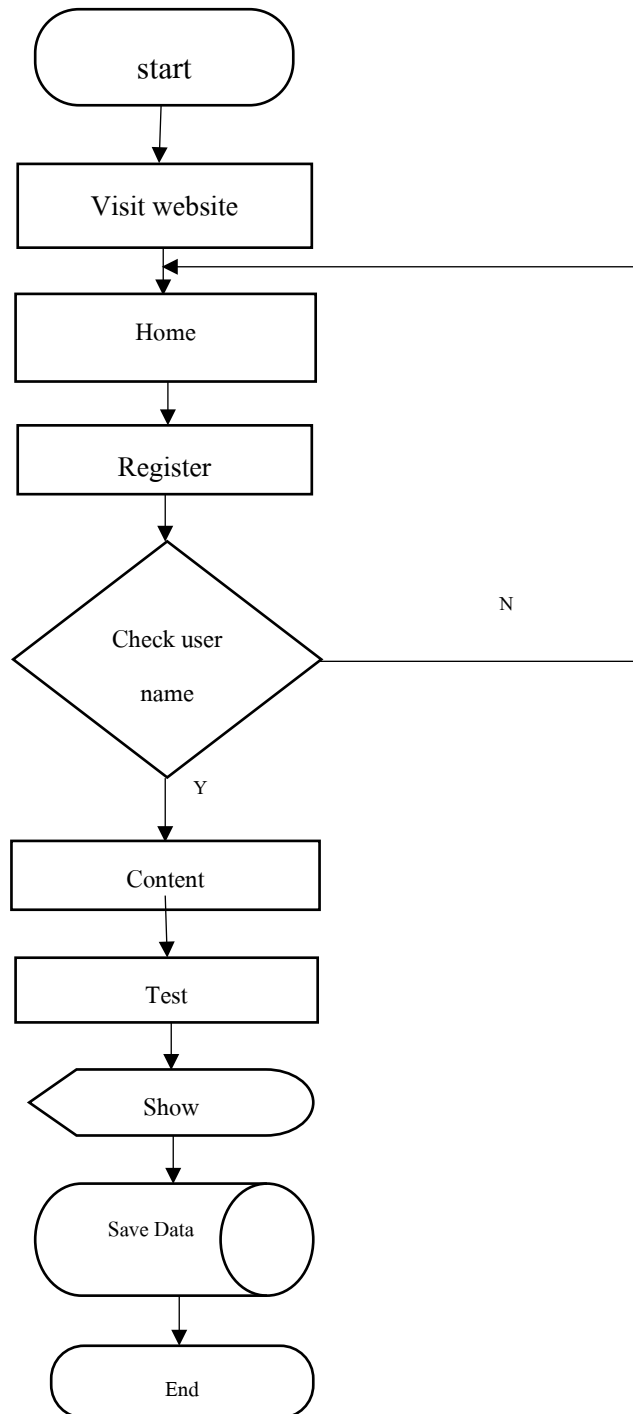 start
Visit website
Home
Register
N
Check user
name
Y
Content
Test
Show
Save Data
End